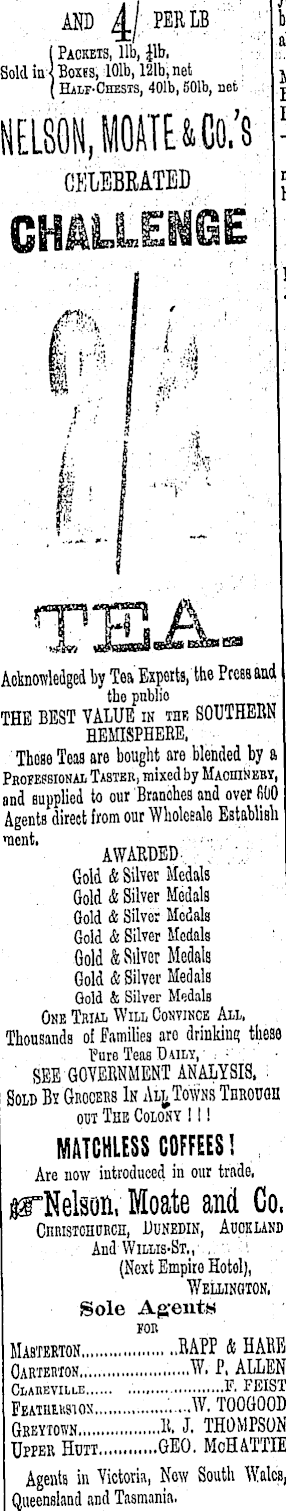 AND 4/ PER LB
Sold in { PACKETS, 1lb, ½lb,
BOXES, 10lb, 12lb, net
HALF-CHESTS, 40lb, 50lb, net
NELSON, MOATE & CO.'S
CELEBRATED
CHALLENGE
2/2
TEA.
Acknowledged by Tea Experts, the Press and
the public
THE BEST VALUE IN THE SOUTHERN
HEMISPHERE,
These Teas are bought are blended by a
PROFESSIONAL TASTER, mixed by MACHINERY,
and supplied to our Branches and over 600
Agents direct from our Wholesale Establish
ment.
AWARDED
Gold & Silver Medals
Gold & Silver Medals
Gold & Silver Medals
Gold & Silver Medals
Gold & Silver Medals
Gold & Silver Medals
Gold & Silver Medals
ONE TRIAL WILL CONVINCE ALL,
Thousands of Families are drinking these
Pure Teas DAILY,
SEE GOVERNMENT ANALYSIS,
SOLD BY GROCERS IN ALL TOWNS THROUGH
OUT THE COLONY ! ! !
MATCHLESS COFFEES !
Are now introduced in our trade.
☞Nelson, Moate and Co.
CHRISTCHURCH, DUNEDIN, AUCKLAND
And WILLIS-ST.,
(Next Empire Hotel),
WELLINGTON.
Sole Agents
FOR
MASTERTON..................RAPP & HARE
CARTERTON.....................W. P. ALLEN
CLAREVILLE.........................F. FEIST
FEATHERSTON...................W. TOOGOOD
GREYTOWN.................R. J. THOMPSON
UPPER HUTT............GEO. McHATTIE
Agents in Victoria, New South Wales,
Queensland and Tasmania.